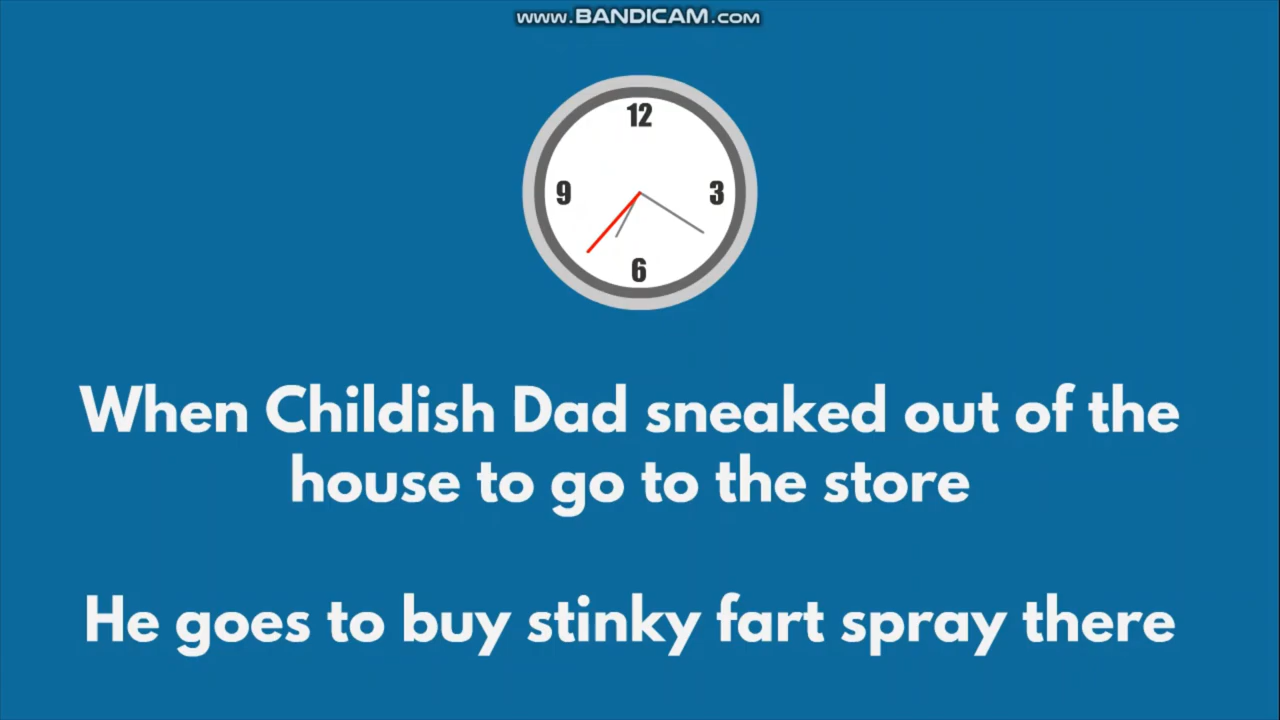 www.BANDICAM.com
12
9
3
6
When Childish Dad sneaked out of the
house to go to the store
He goes to buy stinky fart spray there